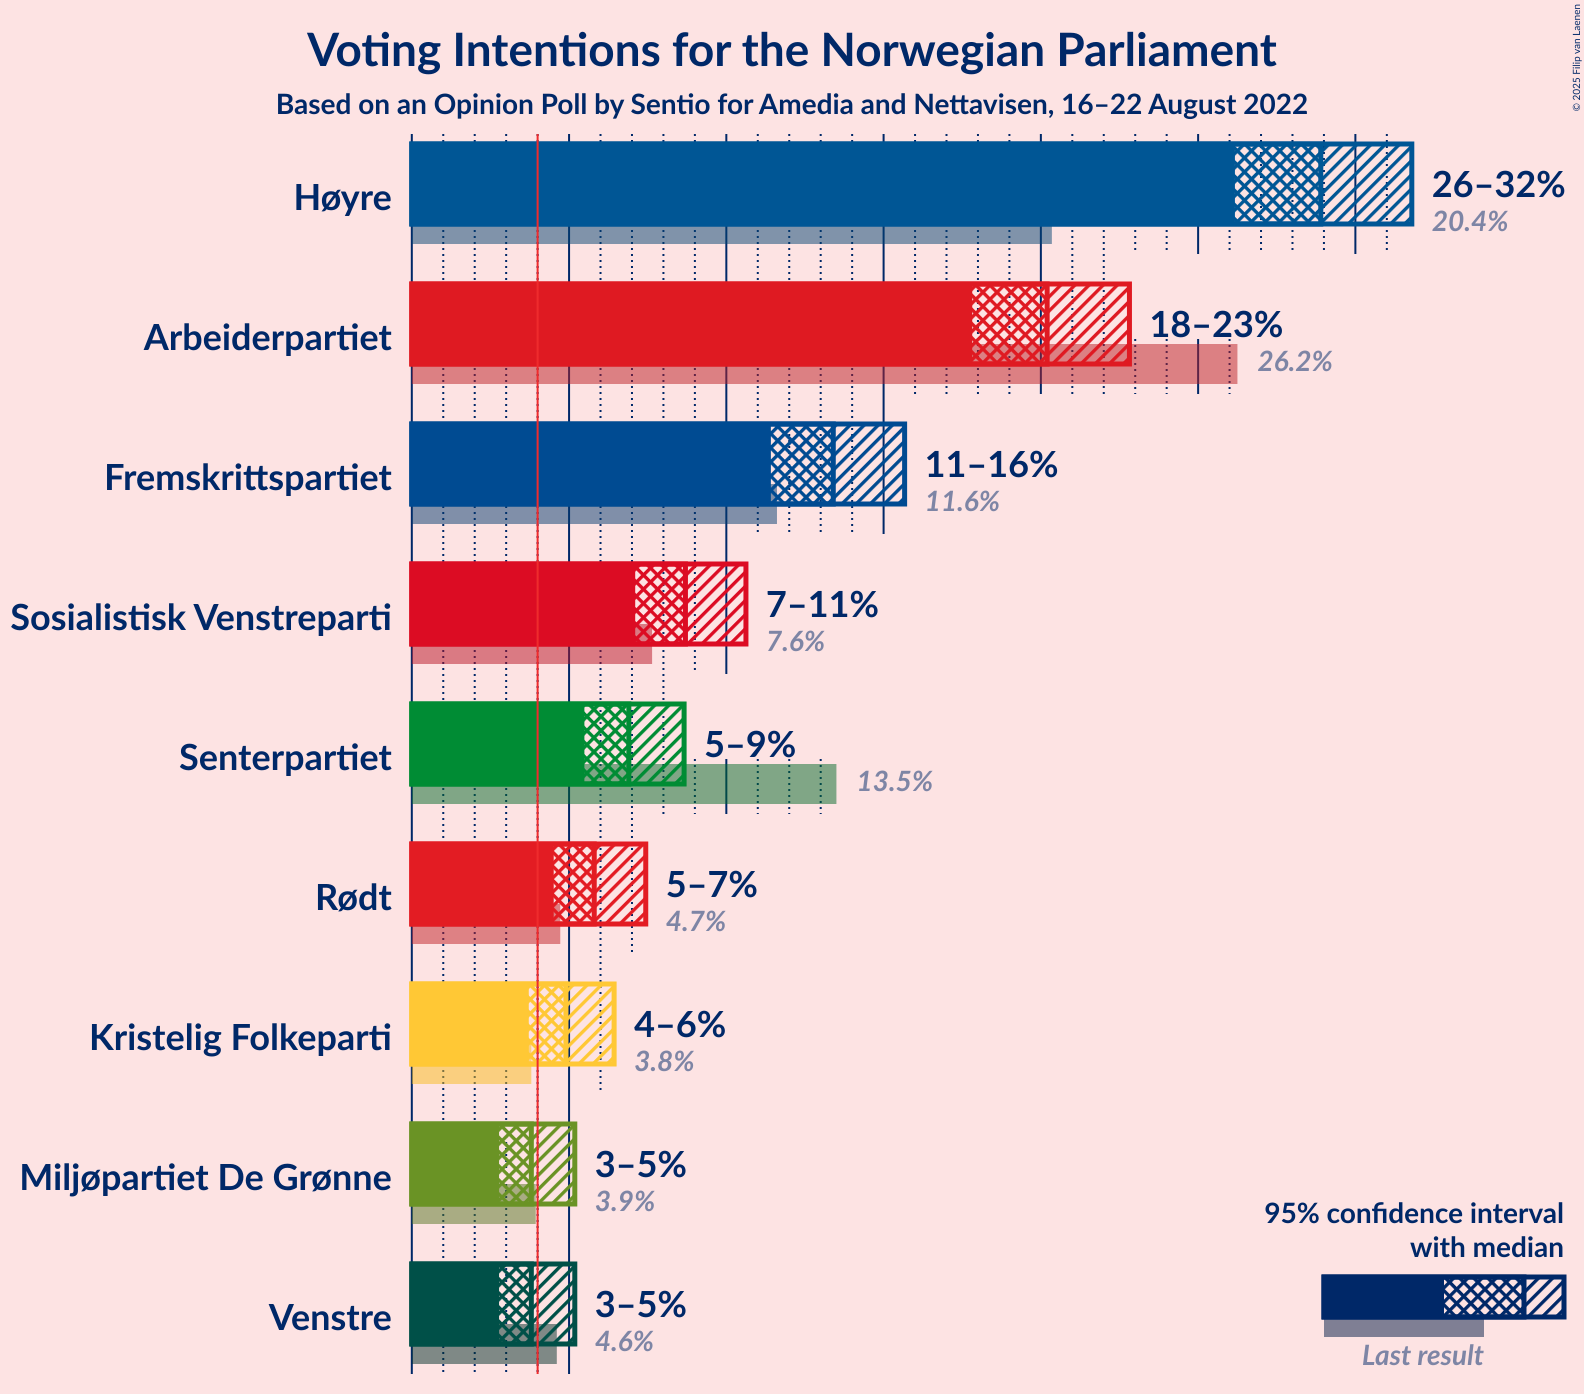 Voting Intentions for the Norwegian Parliament
Based on an Opinion Poll by Sentio for Amedia and Nettavisen, 16–22 August 2022
© 2025 Filip van Laenen
Høyre
26–32%
20.4%
Arbeiderpartiet
18–23%
26.2%
Fremskrittspartiet
11–16%
11.6%
Sosialistisk Venstreparti
7–11%
7.6%
Senterpartiet
5–9%
13.5%
Rødt
5–7%
4.7%
Kristelig Folkeparti
4–6%
3.8%
Miljøpartiet De Grønne
3–5%
3.9%
Venstre
3–5%
4.6%
95% confidence interval
with median
Last result